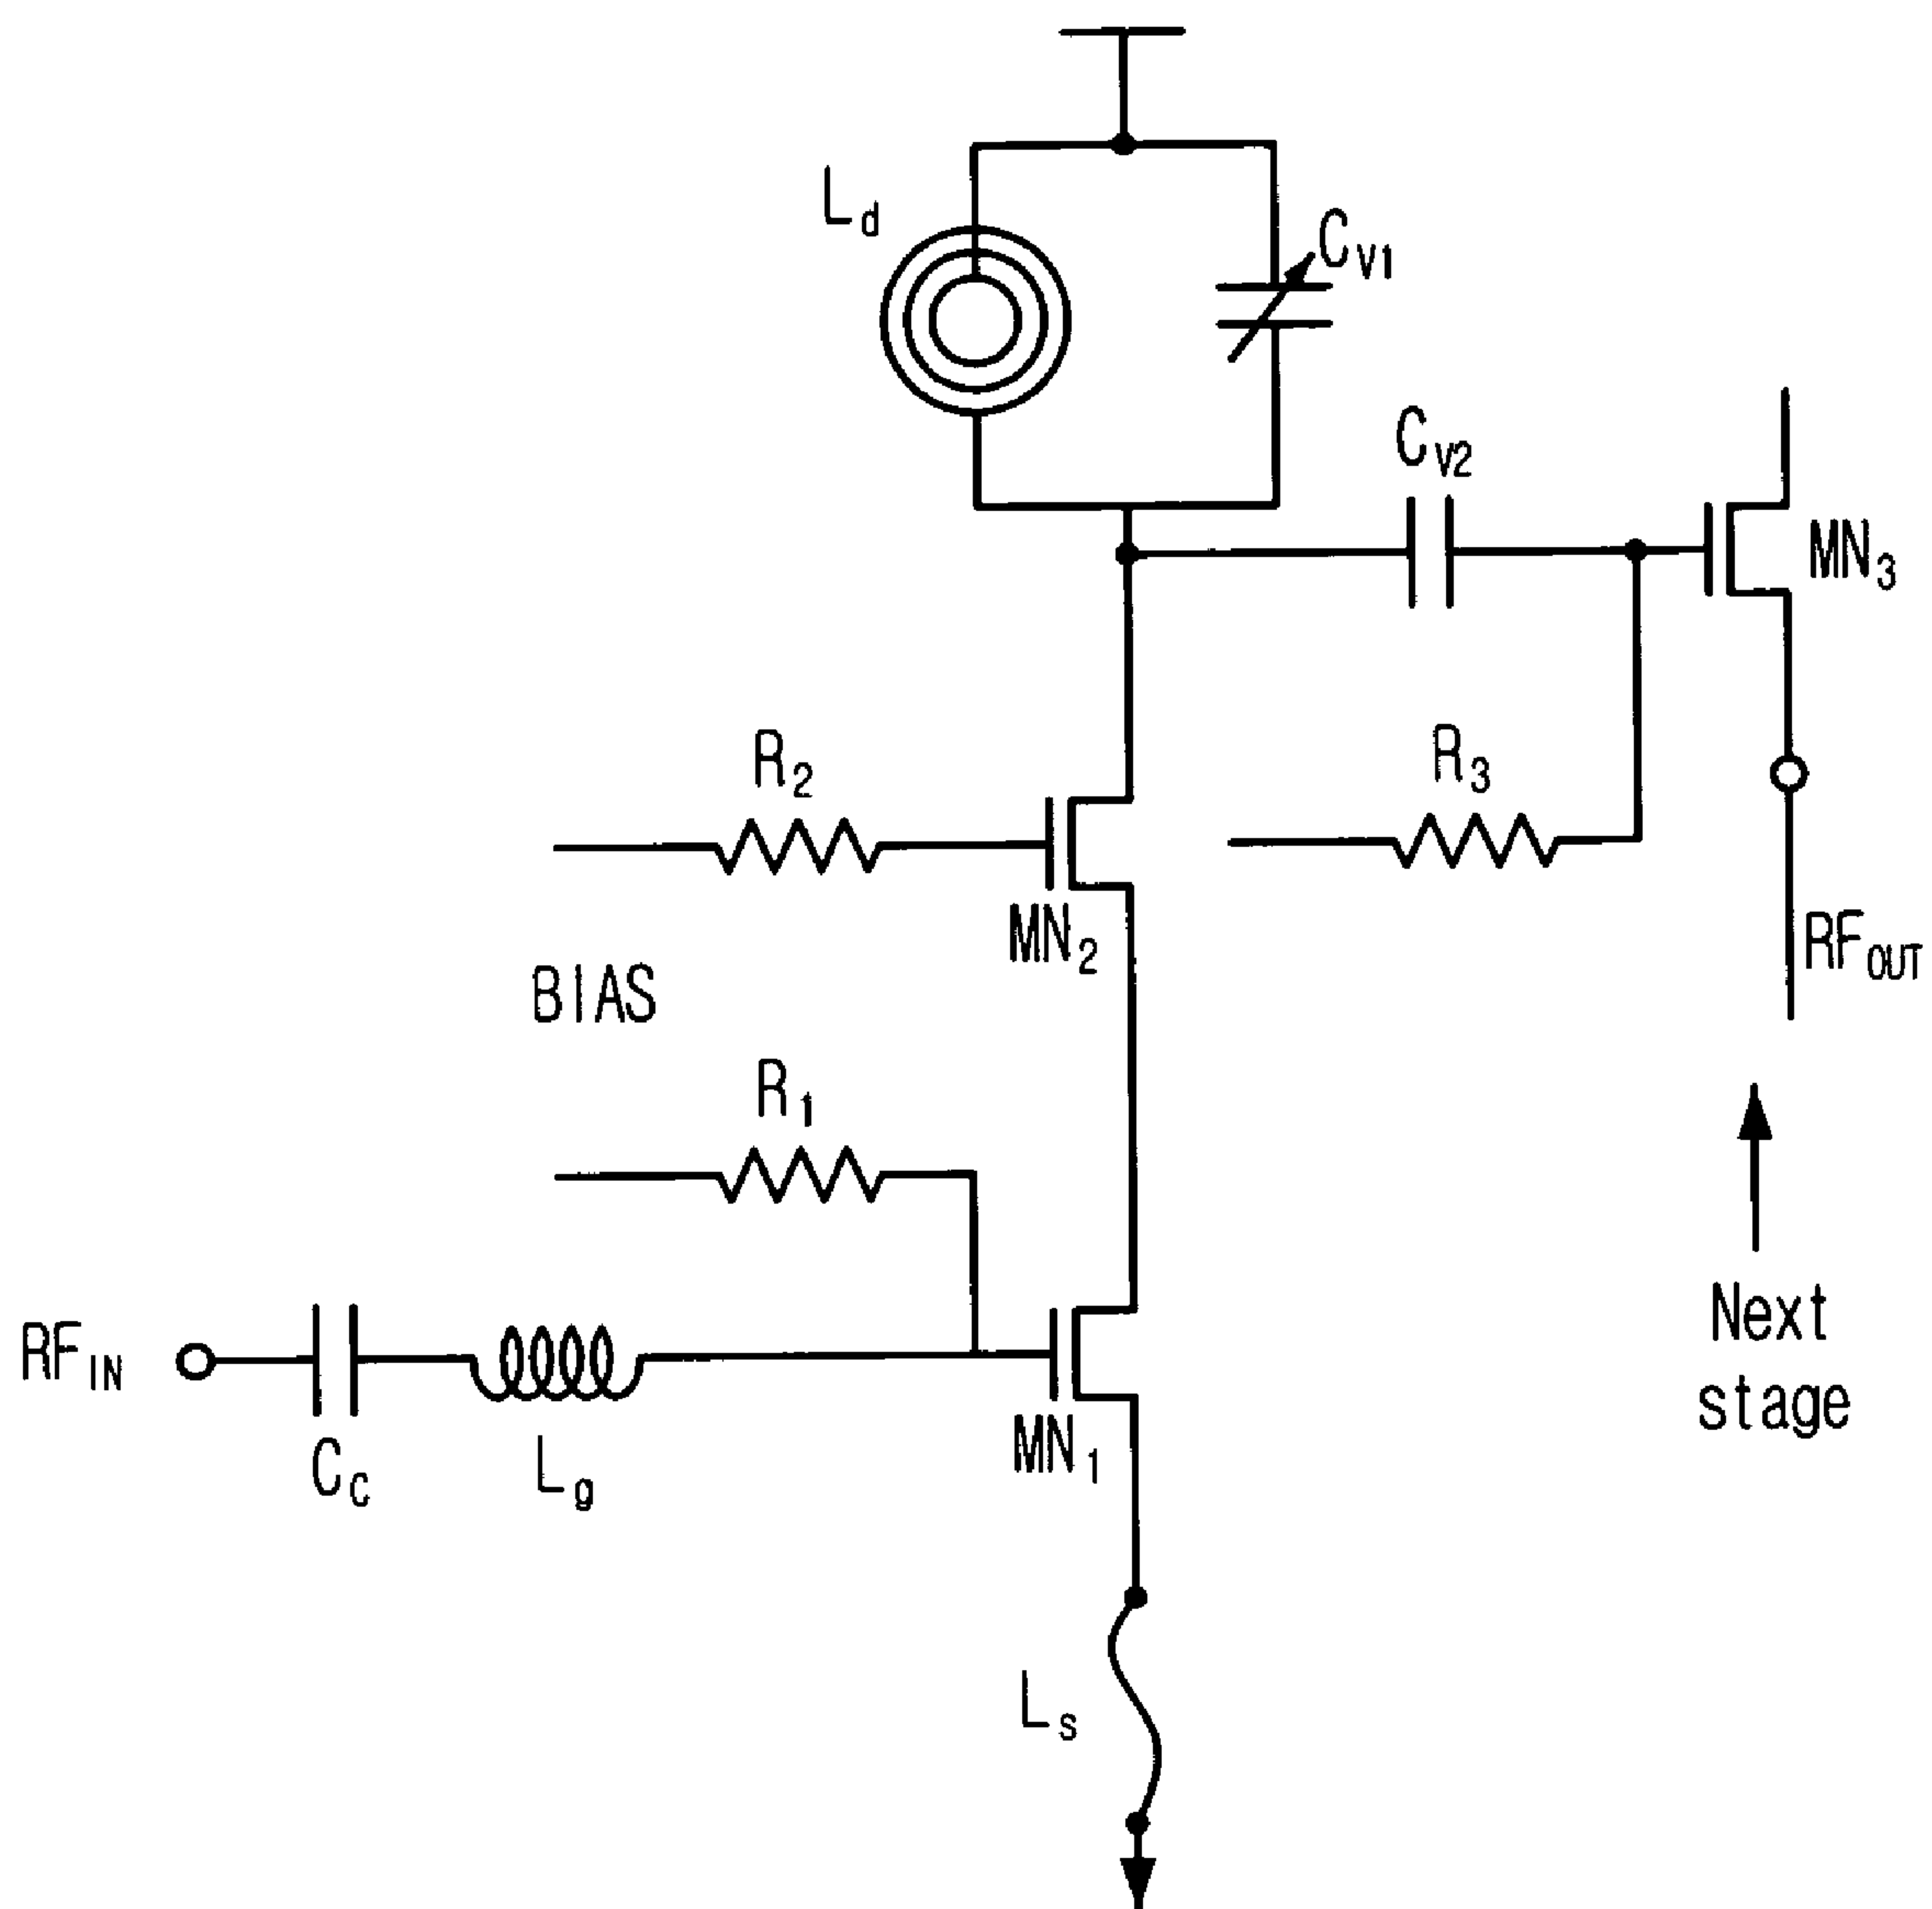 Ld
CV1
CV2
MN3
R2
R3
MN2
RFOUT
BIAS
R1
RFIN
Next
stage
CC
Lg
MN1
Ls